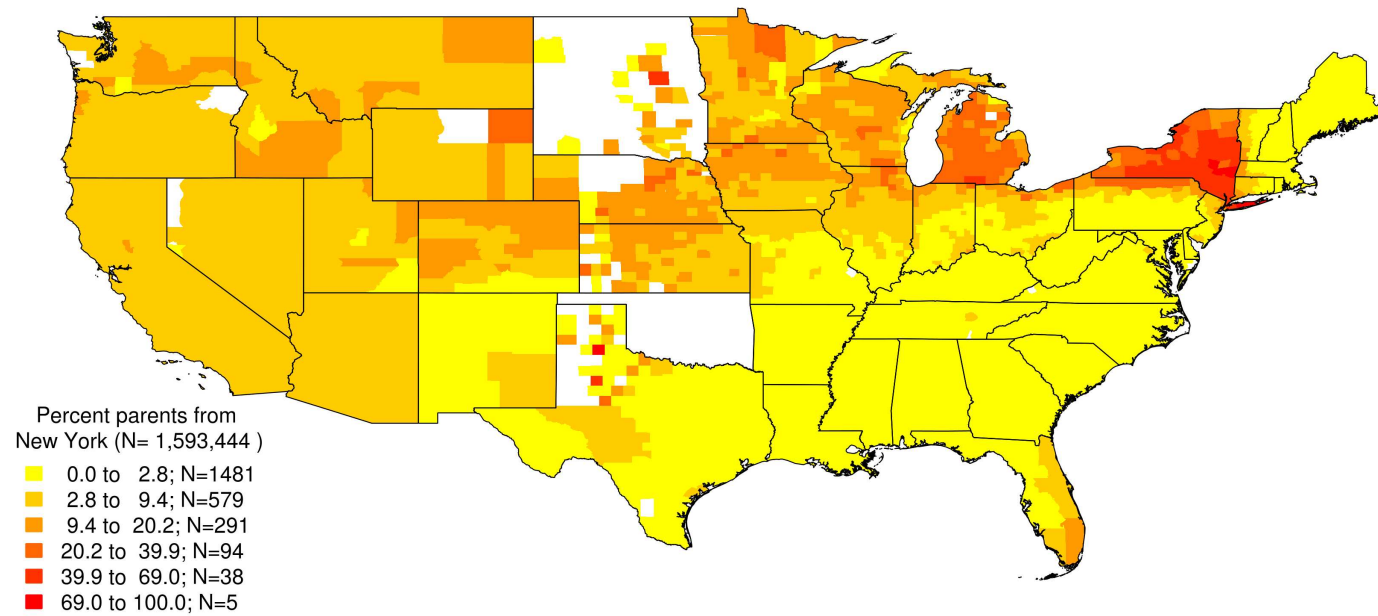 Percent parents from
New York (N= 1,593,444 )
0.0 to 2.8; N=1481
2.8 to 9.4; N=579
9.4 to 20.2; N=291
20.2 to 39.9; N=94
39.9 to 69.0; N=38
69.0 to 100.0; N=5